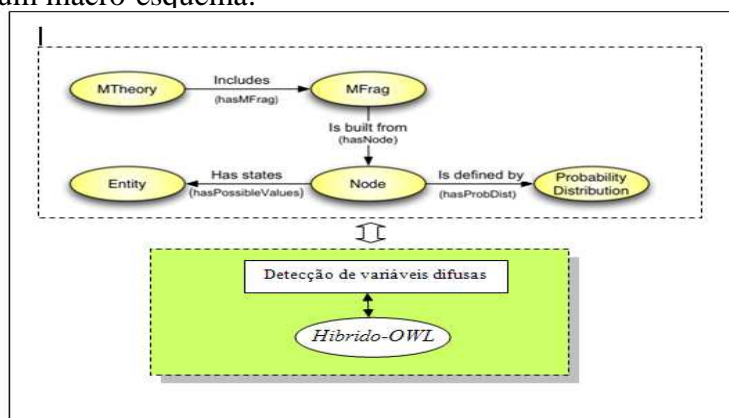 um macro-esquema:
MTheory
Includes
(hasMFrag)
MFrag
Is built from
(hasNode)
Entity
Has states
(hasPossibleValues)
Node
Is defined by
(hasProbDist)
Probability
Distribution
Detecção de variáveis difusas
Híbrido-OWL